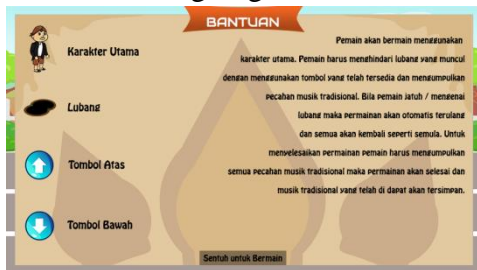 BANTUAN
Karakter Utama
Lubang
Tombol Atas
Tombol Bawah
Pemain akan bermain menggunakan
karakter utama. Pemain harus menghindari lubang yang muncul
dengan menggunakan tombol yang telah tersedia dan mengumpulkan
pecahan musik tradisional. Bila pemain jatuh / mengenai
lubang maka permainan akan otomatis terulang
dan semua akan kembali seperti semula. Untuk
menyelesaikan permainan pemain harus mengumpulkan
semua pecahan musik tradisional maka permainan akan selesai dan
musik tradisional yang telah di dapat akan tersimpan.
Sentuh untuk Bermain